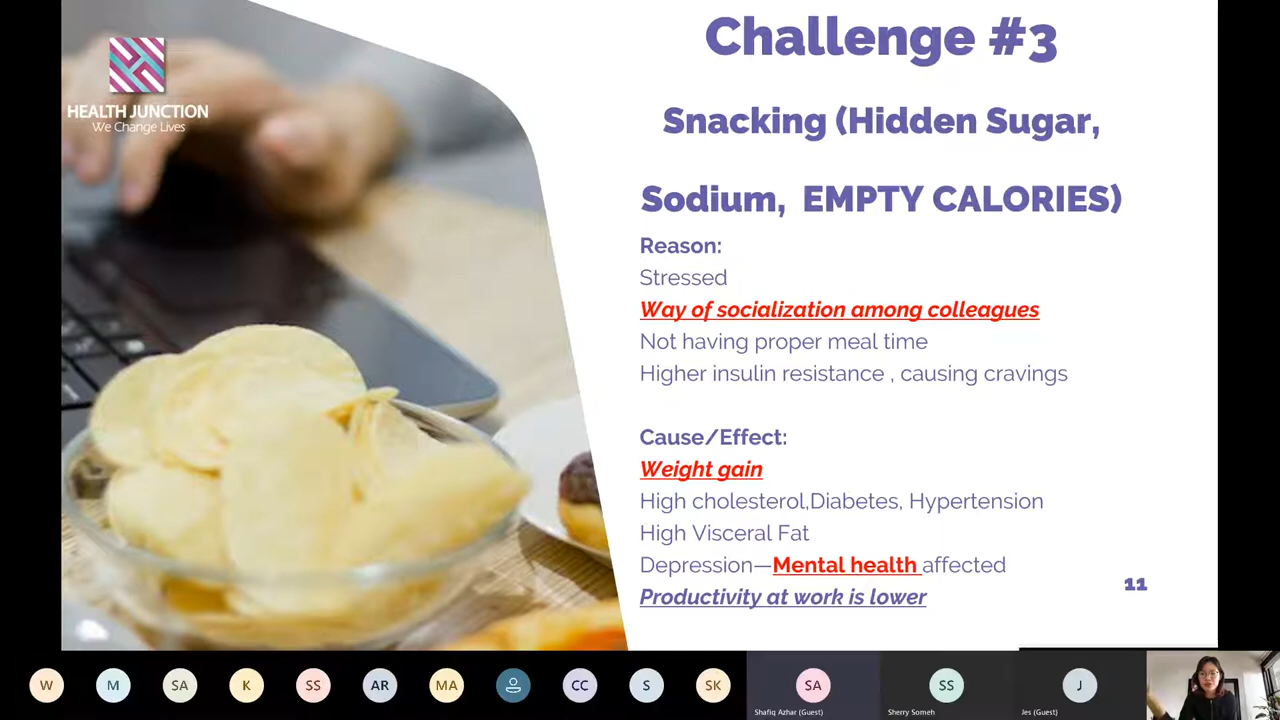 HEALTH JUNCTION
We Change Lives
Challenge #3
Snacking (Hidden Sugar,
Sodium, EMPTY CALORIES)
Reason:
Stressed
Way of socialization among colleagues
Not having proper meal time
Higher insulin resistance , causing cravings
Cause/Effect:
Weight gain
High cholesterol,Diabetes, Hypertension
High Visceral Fat
Depression—Mental health affected
Productivity at work is lower
11
W
M
SA
K
SS
AR
MA
CC
S
SK
SA
Shafiq Azhar (Guest)
SS
Sherry Someh
J
Jes (Guest)